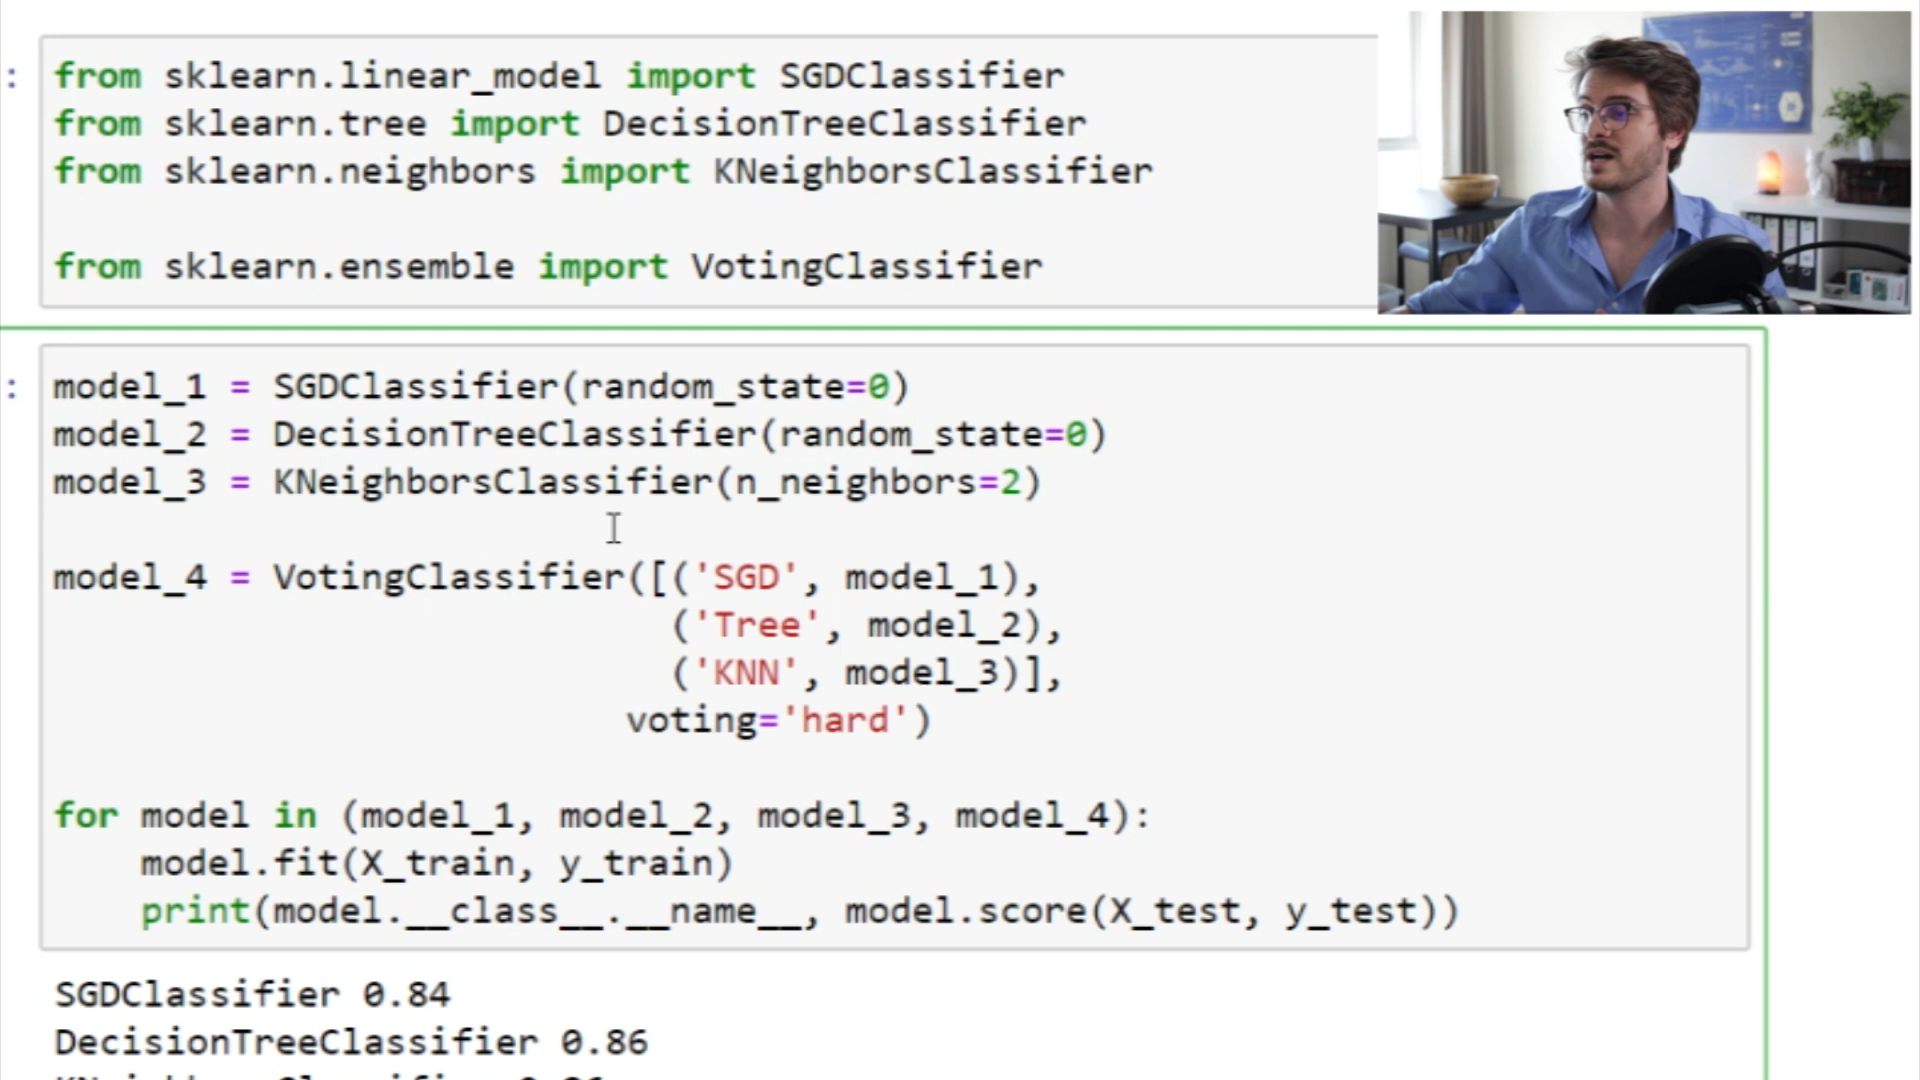 : from sklearn.linear_model import SGDClassifier
from sklearn.tree import DecisionTreeClassifier
from sklearn.neighbors import KNeighborsClassifier
from sklearn.ensemble import VotingClassifier
: model_1 = SGDClassifier(random_state=0)
model_2 = DecisionTreeClassifier(random_state=0)
model_3 = KNeighborsClassifier(n_neighbors=2)
model_4 = VotingClassifier([('SGD', model_1),
('Tree', model_2),
('KNN', model_3)],
voting='hard')
for model in (model_1, model_2, model_3, model_4):
model.fit(X_train, y_train)
print(model.__class__.__name__, model.score(X_test, y_test))
SGDClassifier 0.84
DecisionTreeClassifier 0.86